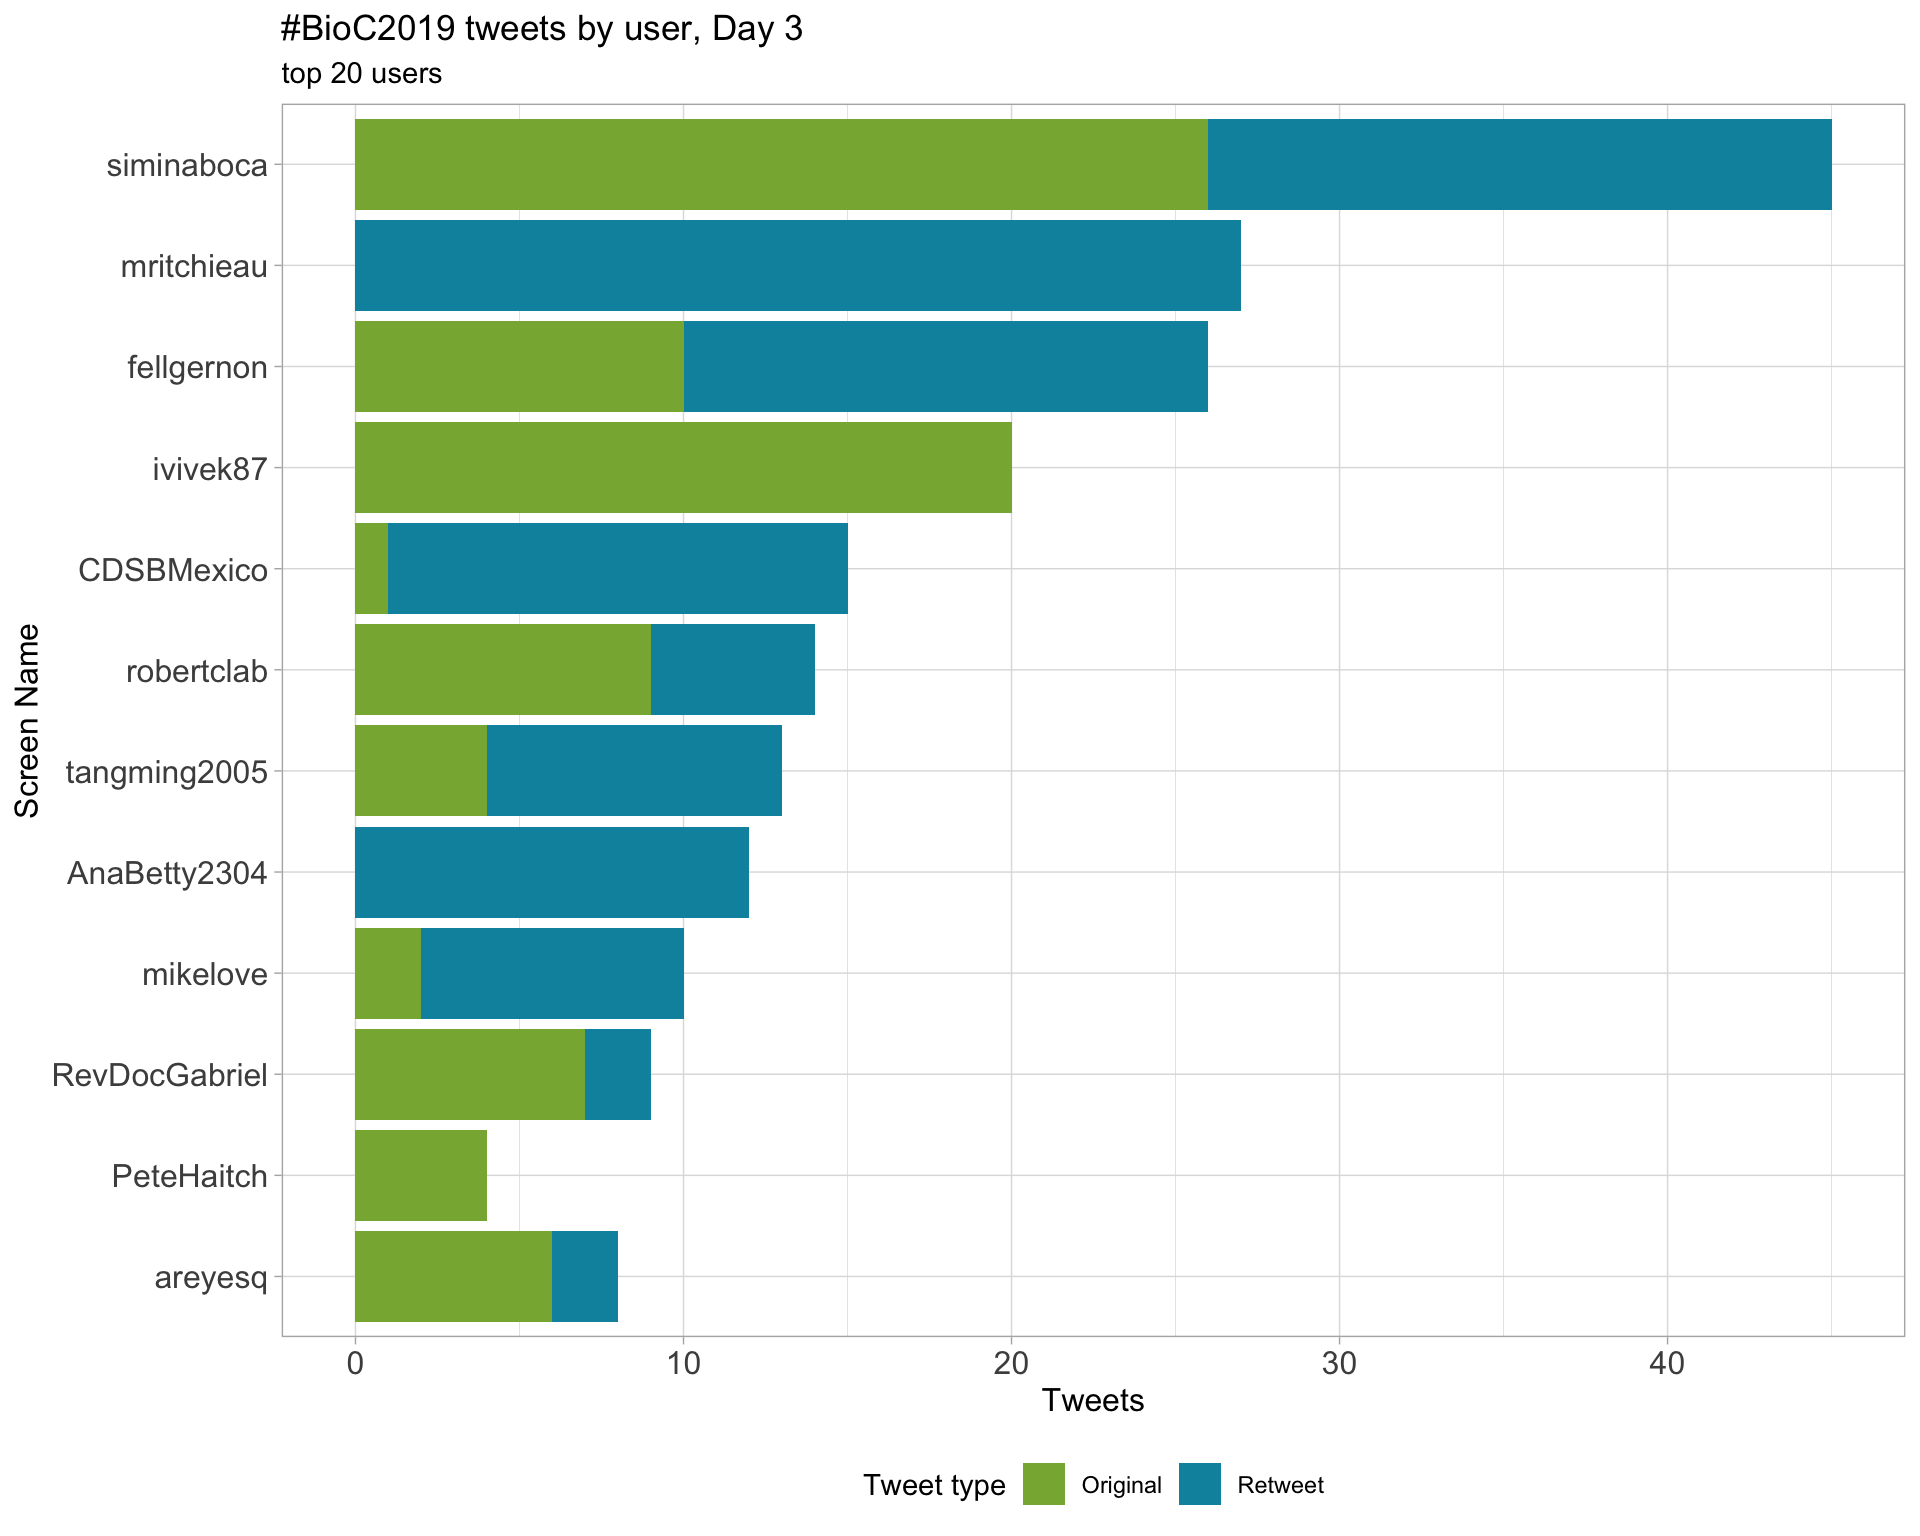 #BioC2019 tweets by user, Day 3
top 20 users
Screen Name
siminaboca
mritchieau
fellgernon
ivivek87
CDSBMexico
robertclab
tangming2005
AnaBetty2304
mikelove
RevDocGabriel
PeteHaitch
areyesq
0 10 20 30 40
Tweets
Tweet type Original Retweet